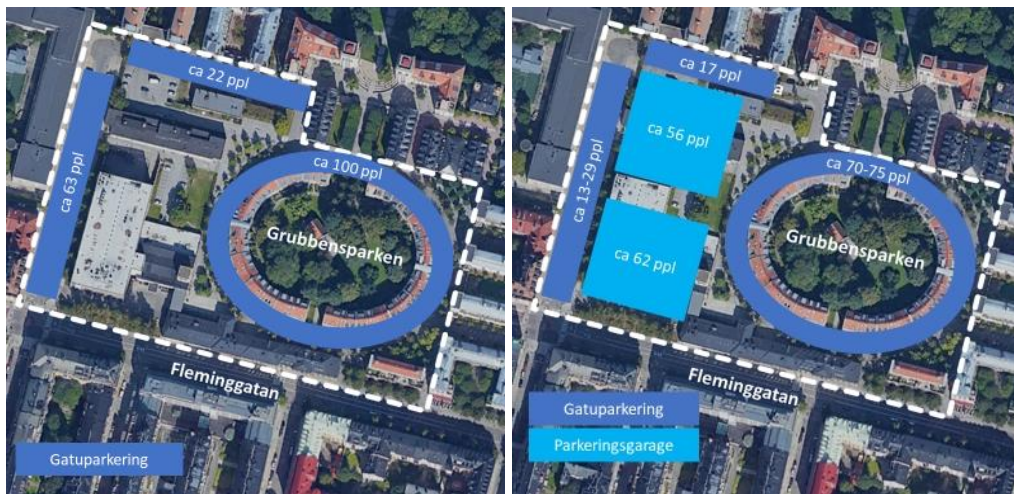 ca 22 ppl
ca 63 ppl
ca 100 ppl
Grubbensparken
Fleminggatan
Gatuparkering
ca 17 ppl
a
ca 56 ppl
ca 13-29 ppl
ca 70-75 ppl
Grubbensparken
ca 62 ppl
Fleminggatan
Gatuparkering
Parkeringsgarage